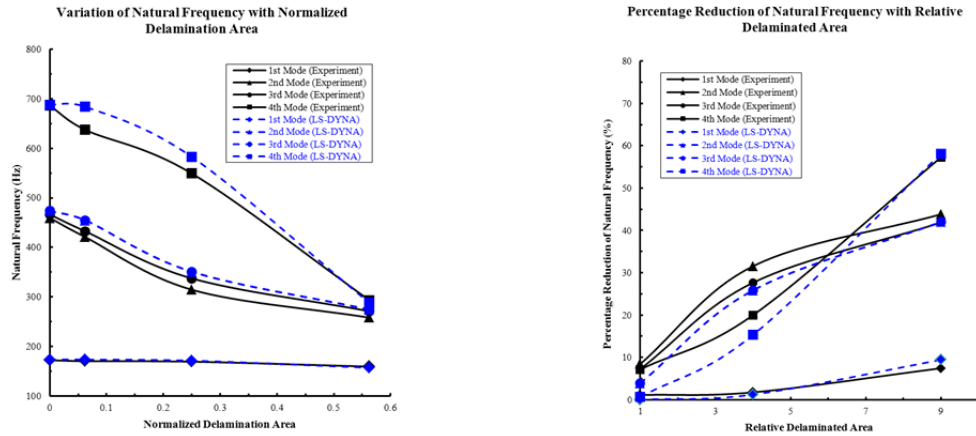 Variation of Natural Frequency with Normalized
Delamination Area
800
700
600
500
400
300
200
100
Natural Frequency (Hz)
1st Mode (Experiment)
2nd Mode (Experiment)
3rd Mode (Experiment)
4th Mode (Experiment)
1st Mode (LS-DYNA)
2nd Mode (LS-DYNA)
3rd Mode (LS-DYNA)
4th Mode (LS-DYNA)
0 0.1 0.2 0.3 0.4 0.5 0.6
Normalized Delamination Area
Percentage Reduction of Natural Frequency with Relative
Delaminated Area
80
70
60
50
40
30
20
10
0
Percentage Reduction of Natural Frequency (%)
1st Mode (Experiment)
2nd Mode (Experiment)
3rd Mode (Experiment)
4th Mode (Experiment)
1st Mode (LS-DYNA)
2nd Mode (LS-DYNA)
3rd Mode (LS-DYNA)
4th Mode (LS-DYNA)
1 3 5 7 9
Relative Delaminated Area